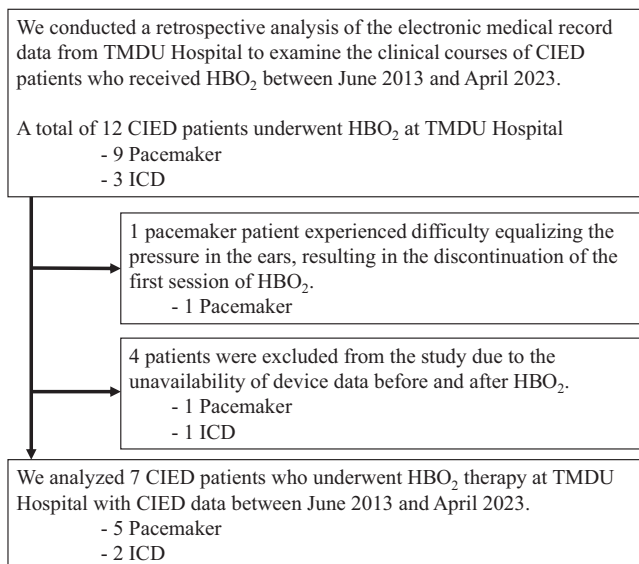 We conducted a retrospective analysis of the electronic medical record
data from TMDU Hospital to examine the clinical courses of CIED
patients who received HBO₂ between June 2013 and April 2023.
A total of 12 CIED patients underwent HBO₂ at TMDU Hospital
- 9 Pacemaker
- 3 ICD
1 pacemaker patient experienced difficulty equalizing the
pressure in the ears, resulting in the discontinuation of the
first session of HBO₂.
- 1 Pacemaker
4 patients were excluded from the study due to the
unavailability of device data before and after HBO₂.
- 1 Pacemaker
- 1 ICD
We analyzed 7 CIED patients who underwent HBO₂ therapy at TMDU
Hospital with CIED data between June 2013 and April 2023.
- 5 Pacemaker
- 2 ICD